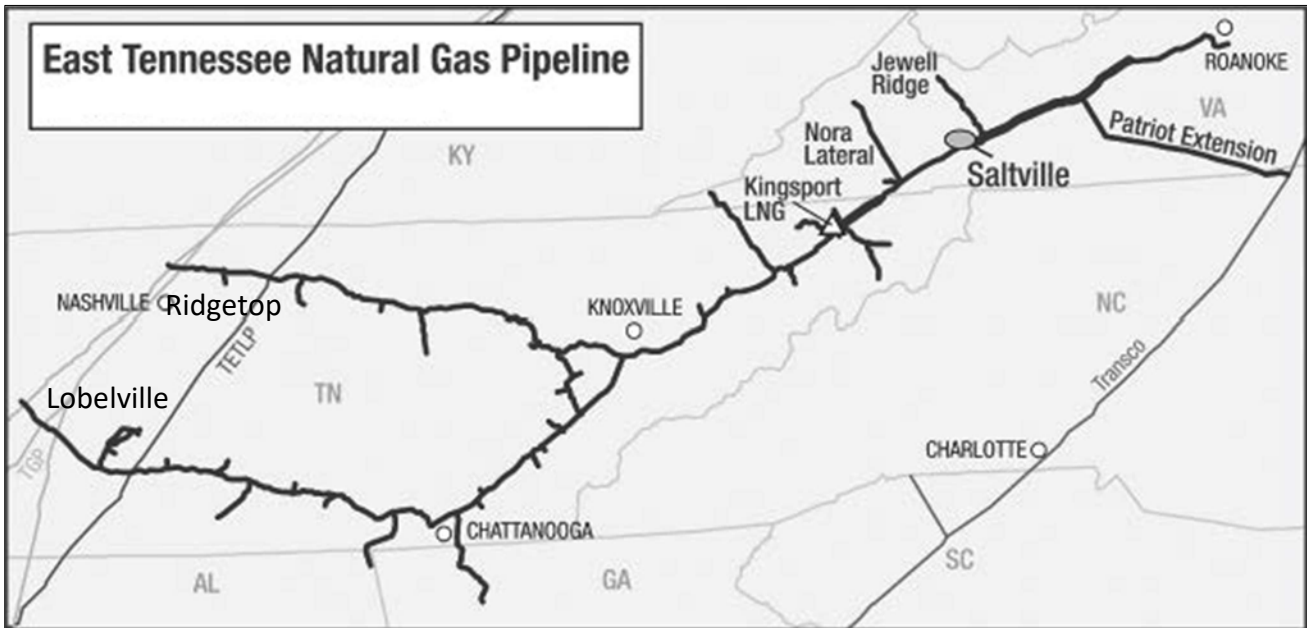 East Tennessee Natural Gas Pipeline
ROANOKE
Jewell
Ridge
VA
Patriot Extension
Nora
Lateral
KY
Saltville
Kingsport
LNG
NASHVILLE
Ridgetop
KNOXVILLE
NC
TETLP
Transco
Lobelville
TN
CHARLOTTE
TGP
CHATTANOOGA
SC
AL
GA